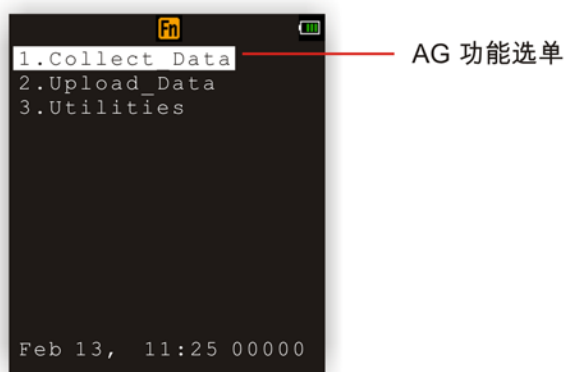 Fn
1.Collect Data
AG 功能选单
2.Upload_Data
3.Utilities
Feb 13, 11:25 00000